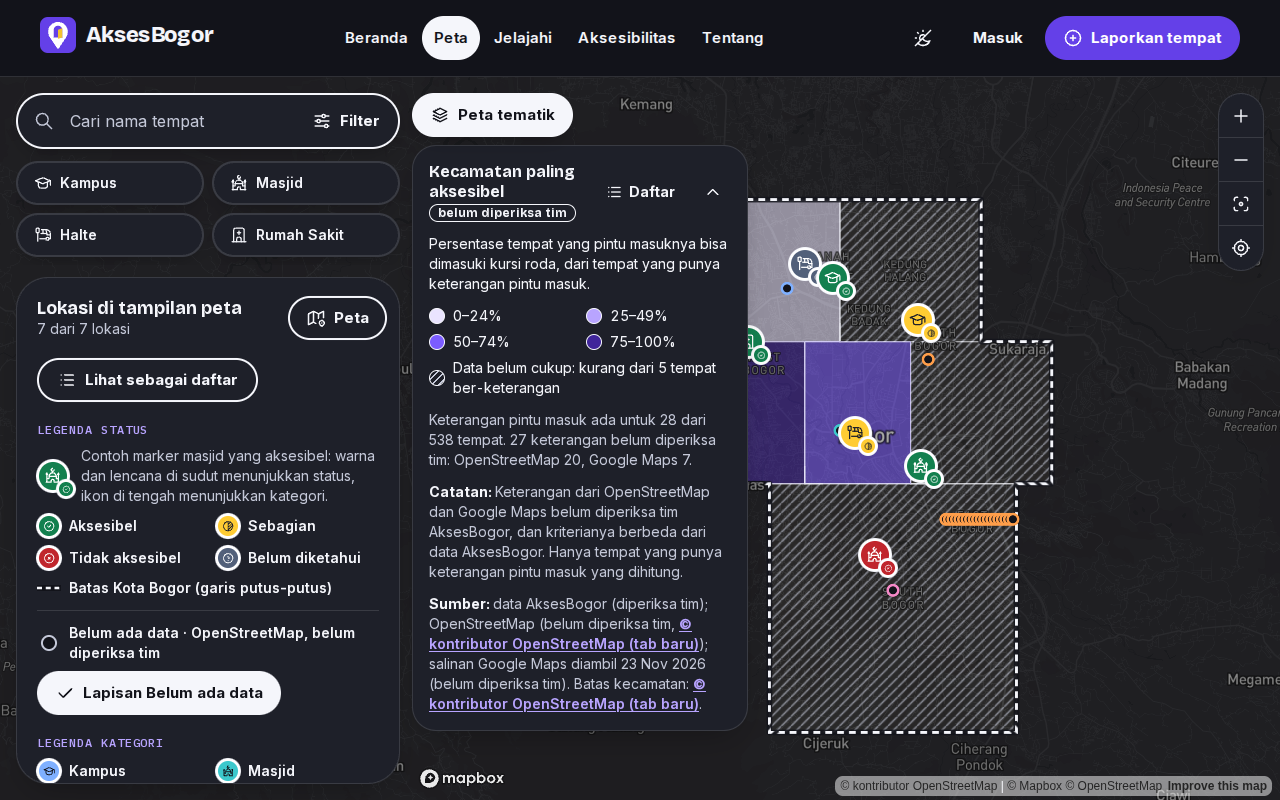 AksesBogor
Beranda
Peta
Jelajahi
Aksesibilitas
Tentang
Masuk
Laporkan tempat
Cari nama tempat
Filter
Kampus
Masjid
Halte
Rumah Sakit
Lokasi di tampilan peta
7 dari 7 lokasi
Peta
Lihat sebagai daftar
LEGENDA STATUS
Contoh marker masjid yang aksesibel: warna
dan lencana di sudut menunjukkan status,
ikon di tengah menunjukkan kategori.
Aksesibel
Sebagian
Tidak aksesibel
Belum diketahui
Batas Kota Bogor (garis putus-putus)
Belum ada data · OpenStreetMap, belum
diperiksa tim
Lapisan Belum ada data
LEGENDA KATEGORI
Kampus
Masjid
Peta tematik
Kecamatan paling
aksesibel
belum diperiksa tim
Daftar
Persentase tempat yang pintu masuknya bisa
dimasuki kursi roda, dari tempat yang punya
keterangan pintu masuk.
0–24%
25–49%
50–74%
75–100%
Data belum cukup: kurang dari 5 tempat
ber-keterangan
Keterangan pintu masuk ada untuk 28 dari
538 tempat. 27 keterangan belum diperiksa
tim: OpenStreetMap 20, Google Maps 7.
Catatan: Keterangan dari OpenStreetMap
dan Google Maps belum diperiksa tim
AksesBogor, dan kriterianya berbeda dari
data AksesBogor. Hanya tempat yang punya
keterangan pintu masuk yang dihitung.
Sumber: data AksesBogor (diperiksa tim);
OpenStreetMap (belum diperiksa tim, ©
kontributor OpenStreetMap (tab baru));
salinan Google Maps diambil 23 Nov 2026
(belum diperiksa tim). Batas kecamatan: ©
kontributor OpenStreetMap (tab baru).
Kemang
Citeure
Indonesia Peace
and Security Centre
KEDUNG
HALANG
KEDUNG
BADAK
BOGOR
Sukaraja
BOGOR
Babakan
Madang
Gunung Pancar
Recreation
BOGOR
SOUTH
BOGOR
Megame
Cijeruk
Ciherang
Pondok
Ciawi
mapbox
© kontributor OpenStreetMap | © Mapbox © OpenStreetMap Improve this map